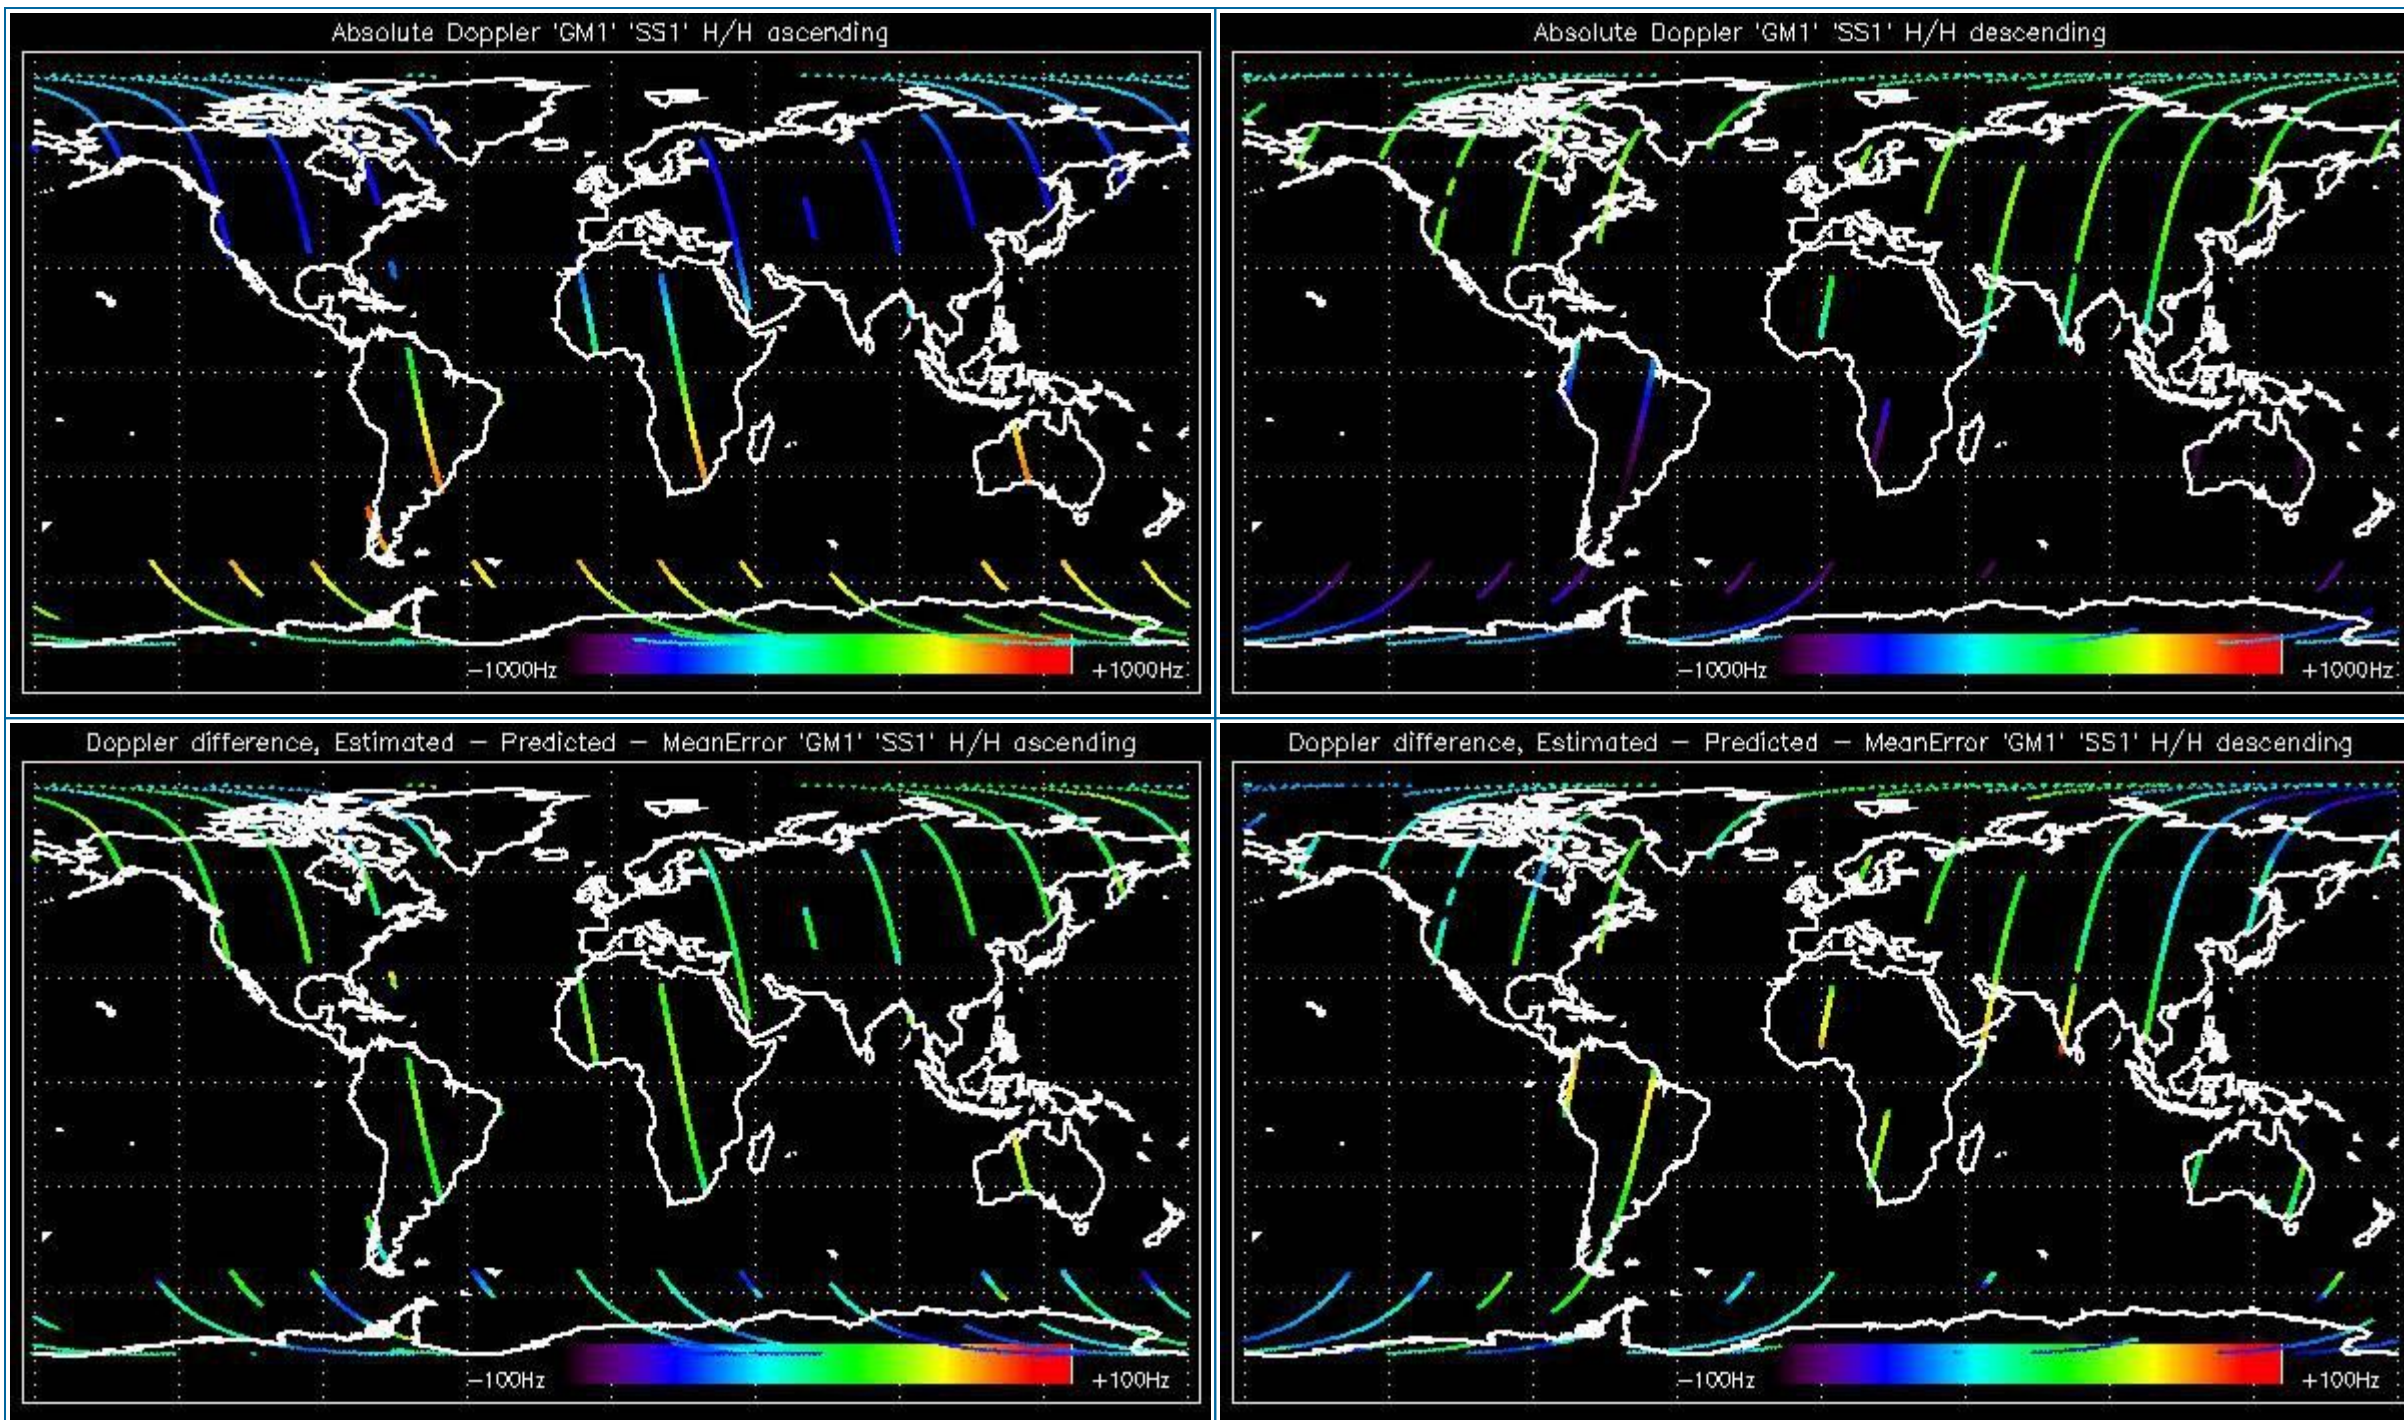 Absolute Doppler 'GM1' 'SS1' H/H ascending
−1000Hz
+1000Hz
Absolute Doppler 'GM1' 'SS1' H/H descending
−1000Hz
+1000Hz
Doppler difference, Estimated − Predicted − MeanError 'GM1' 'SS1' H/H ascending
−100Hz
+100Hz
Doppler difference, Estimated − Predicted − MeanError 'GM1' 'SS1' H/H descending
−100Hz
+100Hz